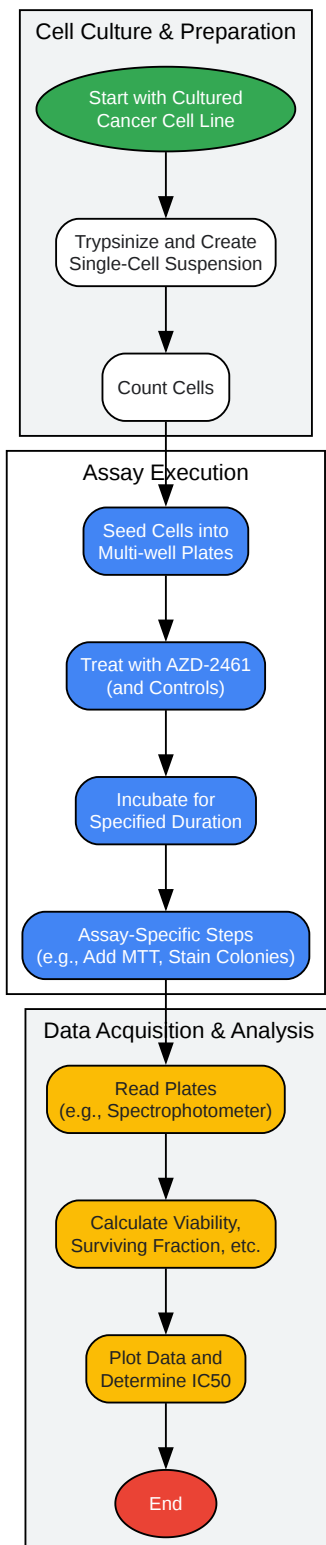 Cell Culture & Preparation
Start with Cultured
Cancer Cell Line
Trypsinize and Create
Single-Cell Suspension
Count Cells
Assay Execution
Seed Cells into
Multi-well Plates
Treat with AZD-2461
(and Controls)
Incubate for
Specified Duration
Assay-Specific Steps
(e.g., Add MTT, Stain Colonies)
Data Acquisition & Analysis
Read Plates
(e.g., Spectrophotometer)
Calculate Viability,
Surviving Fraction, etc.
Plot Data and
Determine IC50
End